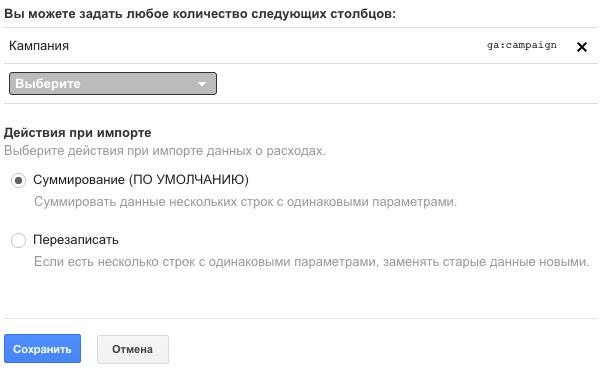 Вы можете задать любое количество следующих столбцов:
Кампания ga:campaign
Выберите
Действия при импорте
Выберите действия при импорте данных о расходах.
Суммирование (ПО УМОЛЧАНИЮ)
Суммировать данные нескольких строк с одинаковыми параметрами.
Перезаписать
Если есть несколько строк с одинаковыми параметрами, заменять старые данные новыми.
Сохранить Отмена